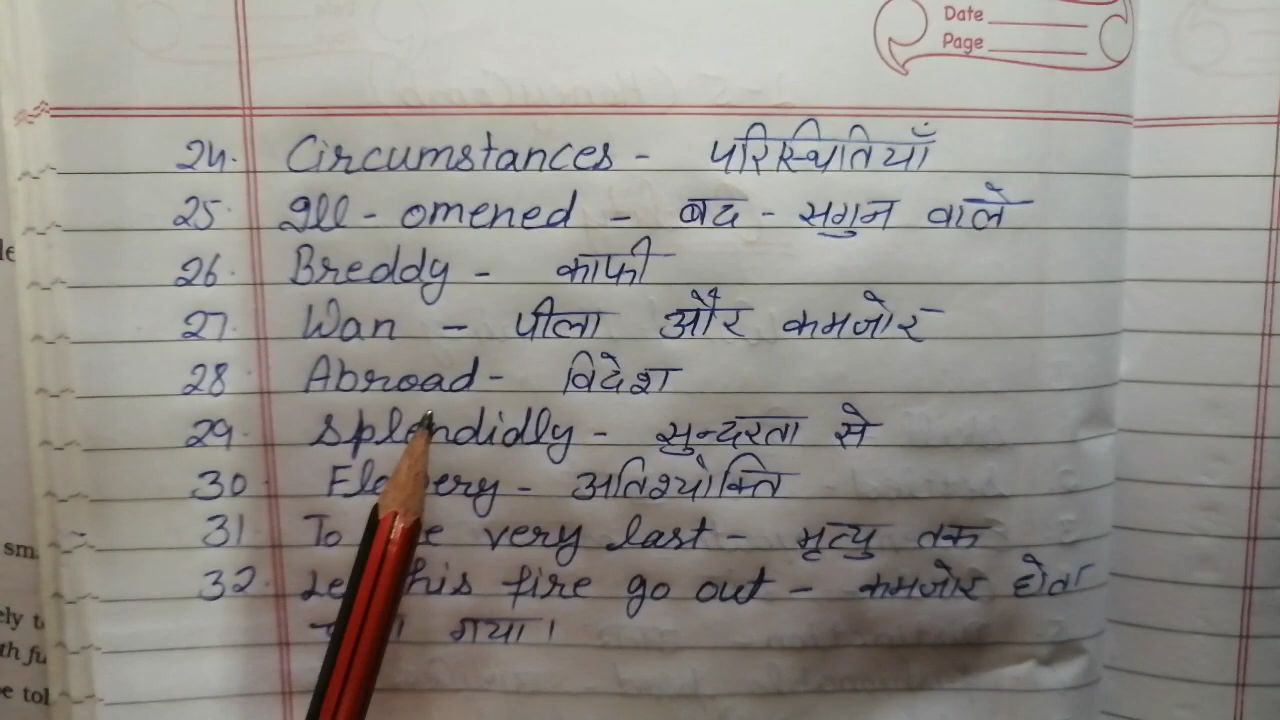 Date
Page
24. Circumstances - परिस्थितियाँ
25. Ill - omened - बद - सगुन वाले
26. Breddy - काफी
27. Wan - पीला और कमजोर
28 Abroad - विदेश
29. Splendidly - सुन्दरता से
30 - अतिश्योक्ति
31 To very last - मृत्यु तक
32. fire go out - कमजोर होता
गया।
sm